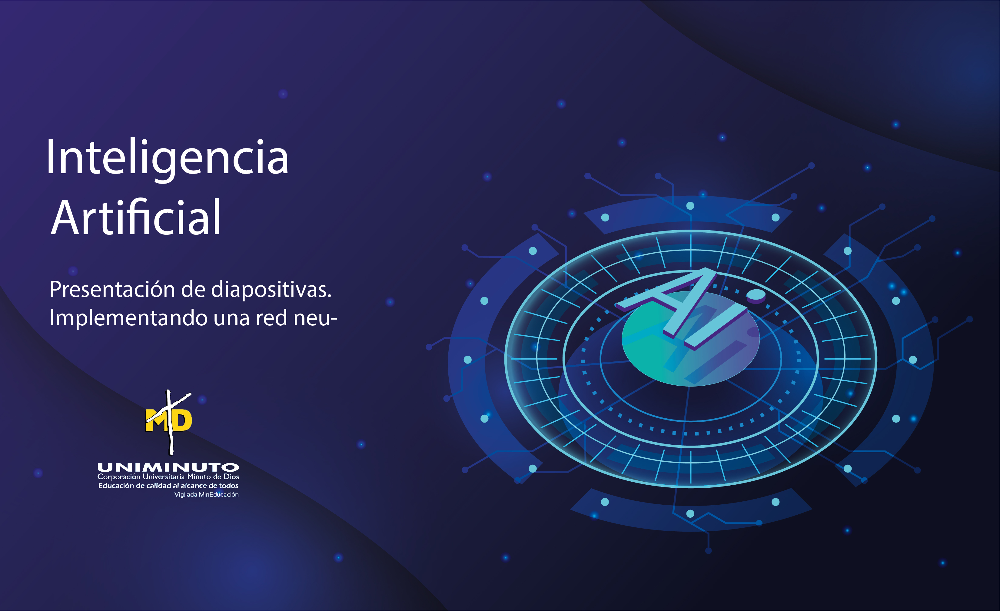 Inteligencia
Artificial
Presentación de diapositivas.
Implementando una red neu-
Ai
MD
UNIMINUTO
Corporación Universitaria Minuto de Dios
Educación de calidad al alcance de todos
Vigilada MinEducación